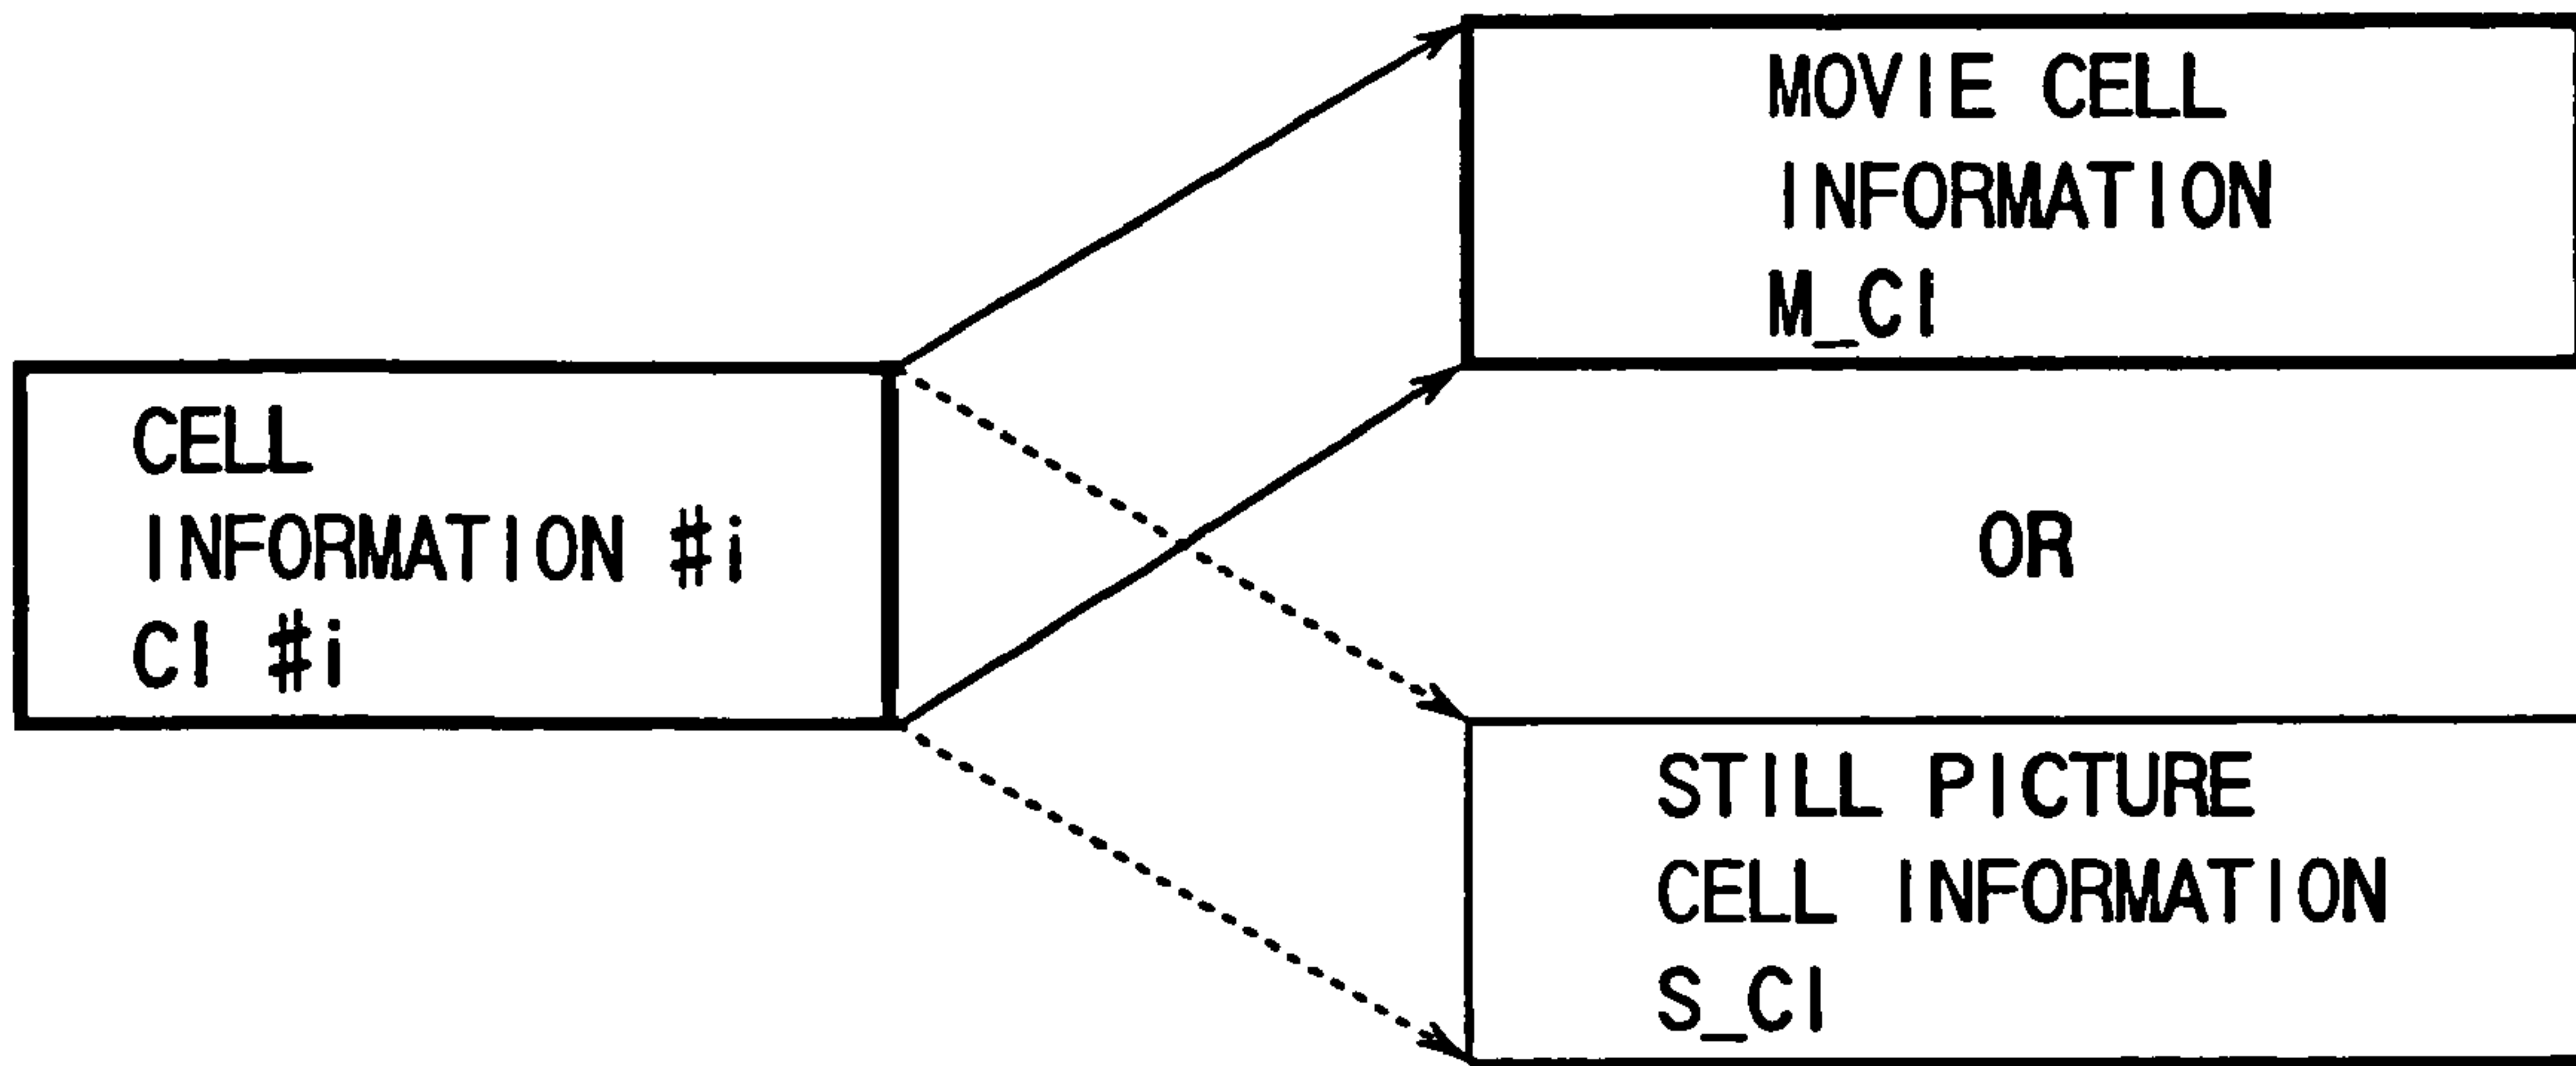 MOVIE CELL
INFORMATION
M_CI
CELL
INFORMATION #i
CI #i
OR
STILL PICTURE
CELL INFORMATION
S_CI